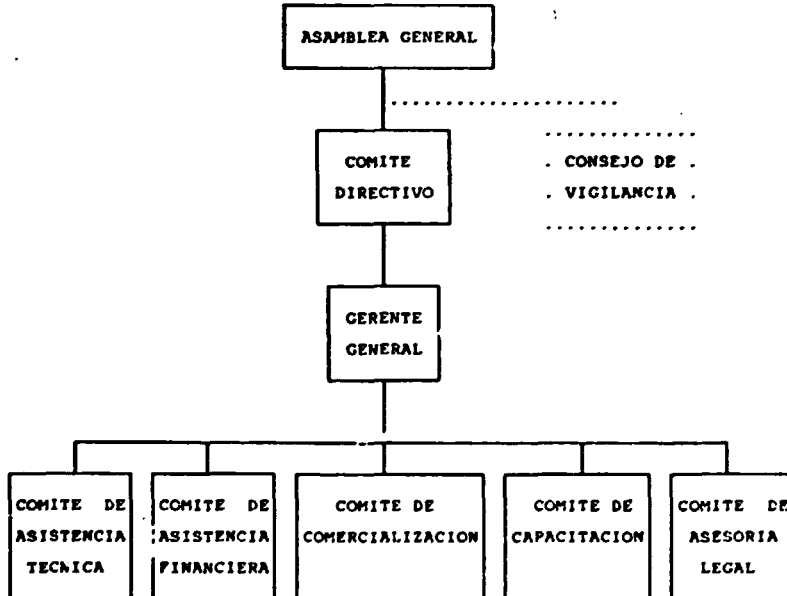 ASAMBLEA GENERAL
COMITE
DIRECTIVO
CONSEJO DE
VIGILANCIA
GERENTE
GENERAL
COMITE DE
ASISTENCIA
TECNICA
COMITE DE
ASISTENCIA
FINANCIERA
COMITE DE
COMERCIALIZACION
COMITE DE
CAPACITACION
COMITE DE
ASESORIA
LEGAL